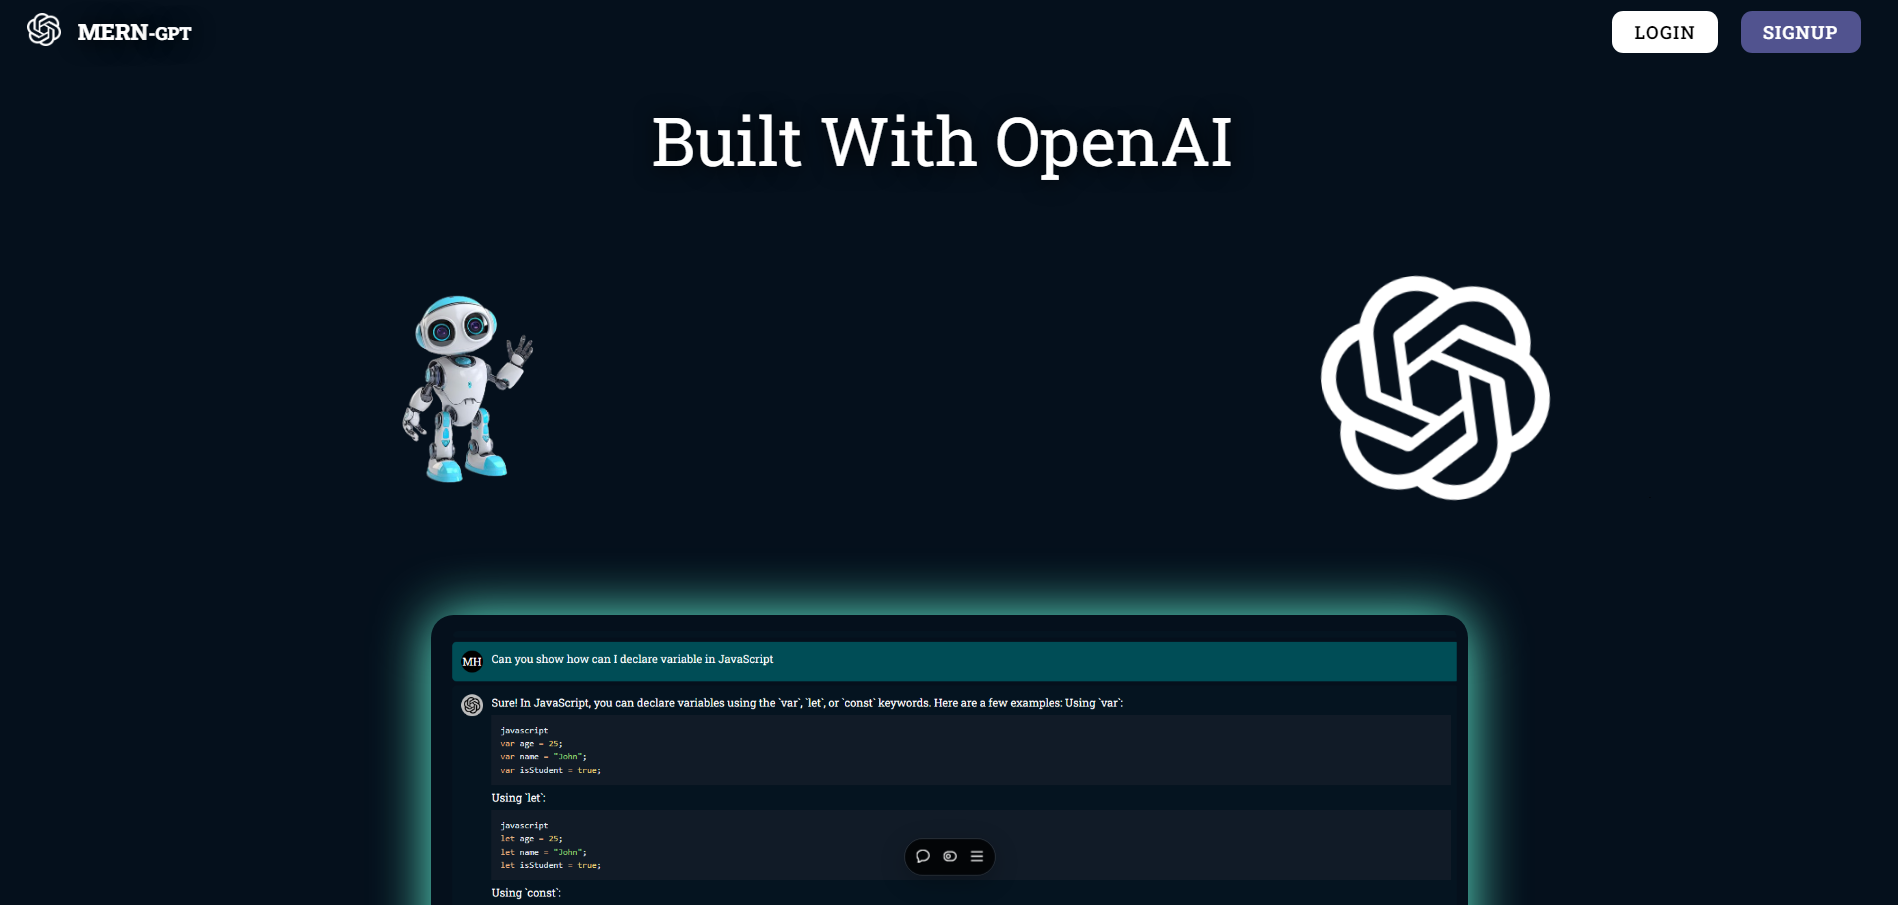 MERN-GPT
LOGIN
SIGNUP
Built With OpenAI
MH
Can you show how can I declare variable in JavaScript
Sure! In JavaScript, you can declare variables using the `var`, `let`, or `const` keywords. Here are a few examples: Using `var`:
javascript
var age = 25;
var name = "John";
var isStudent = true;
Using `let`:
javascript
let age = 25;
let name = "John";
let isStudent = true;
Using `const`: